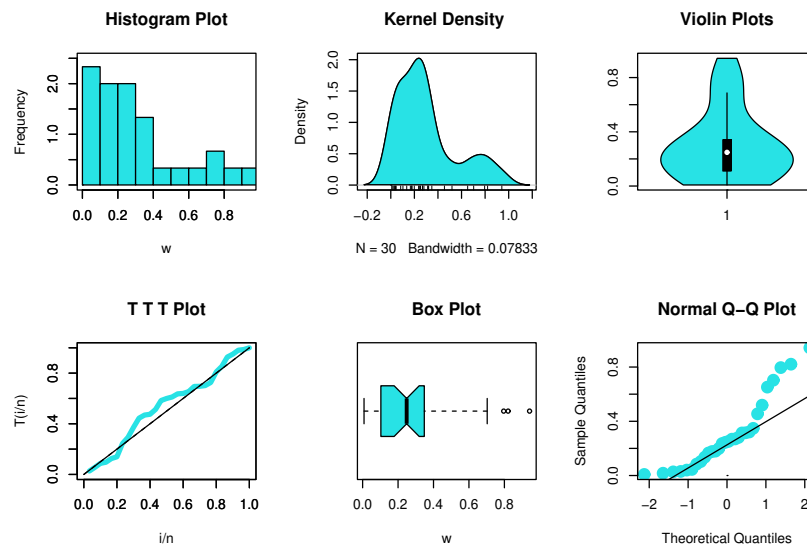 Histogram Plot
Frequency
0.0 1.0 2.0
0.0 0.2 0.4 0.6 0.8
w
Kernel Density
Density
0.0 1.0 2.0
−0.2 0.2 0.6 1.0
N = 30 Bandwidth = 0.07833
Violin Plots
0.0 0.4 0.8
1
T T T Plot
T(i/n)
0.0 0.4 0.8
0.0 0.2 0.4 0.6 0.8 1.0
i/n
Box Plot
0.0 0.2 0.4 0.6 0.8
w
Normal Q−Q Plot
Sample Quantiles
0.0 0.4 0.8
−2 −1 0 1 2
Theoretical Quantiles